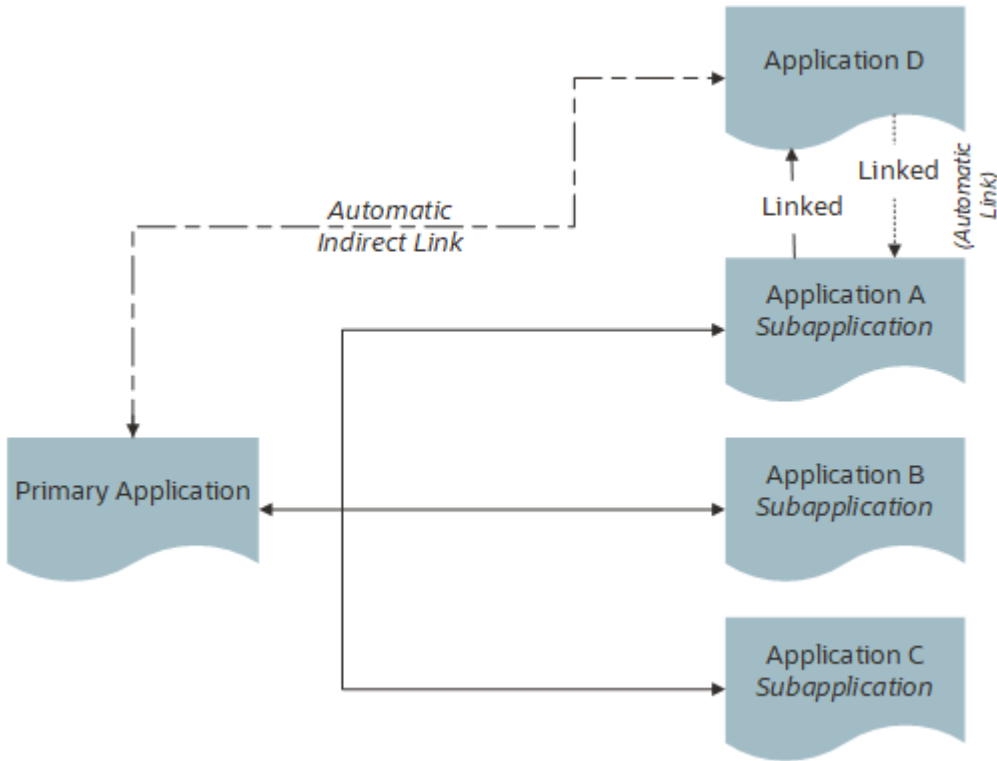 Application D
Linked
(Automatic
Link)
Linked
Automatic
Indirect Link
Application A
Subapplication
Primary Application
Application B
Subapplication
Application C
Subapplication